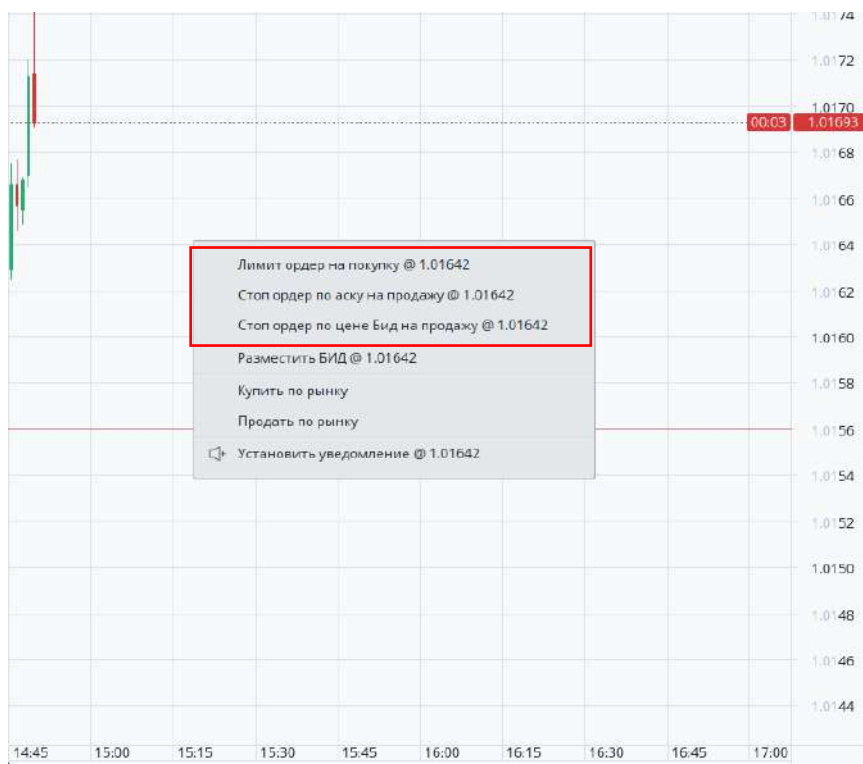 1.0174
1.0172
1.0170
00:03 1.01693
1.0168
1.0166
1.0164
Лимит ордер на покупку @ 1.01642
Стоп ордер по аску на продажу @ 1.01642
1.0162
Стоп ордер по цене Бид на продажу @ 1.01642
1.0160
Разместить БИД @ 1.01642
1.0158
Купить по рынку
Продать по рынку
1.0156
Установить уведомление @ 1.01642
1.0154
1.0152
1.0150
1.0148
1.0146
1.0144
14:45 15:00 15:15 15:30 15:45 16:00 16:15 16:30 16:45 17:00